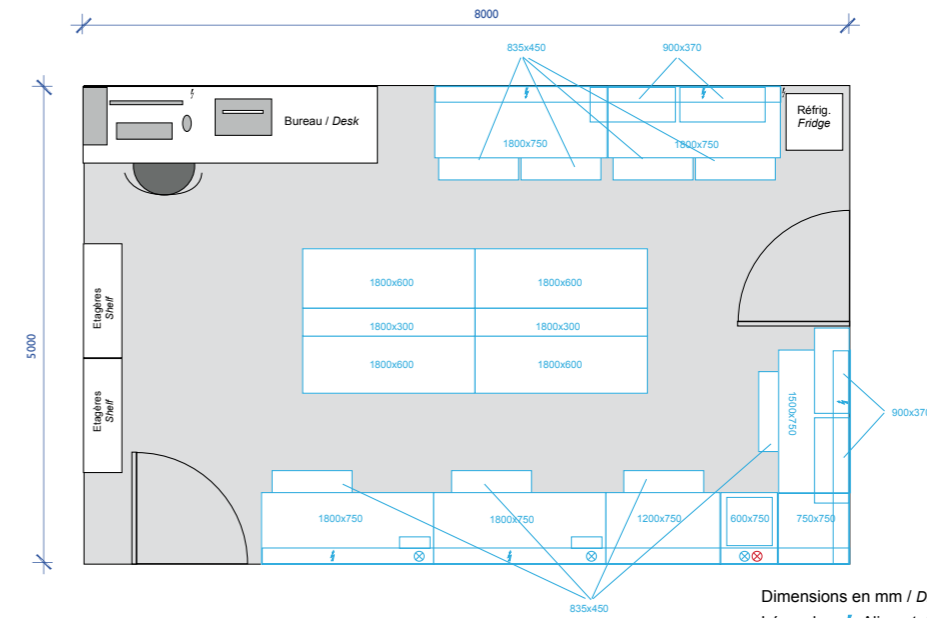 8000
835x450
900x370
Bureau / Desk
Réfrig.
Fridge
1800x750
1800x750
5000
Etagères
Shelf
Etagères
Shelf
1800x600
1800x600
1800x300
1800x300
1800x600
1800x600
1500x750
900x370
1800x750
1800x750
1200x750
600x750
750x750
835x450
Dimensions en mm / D